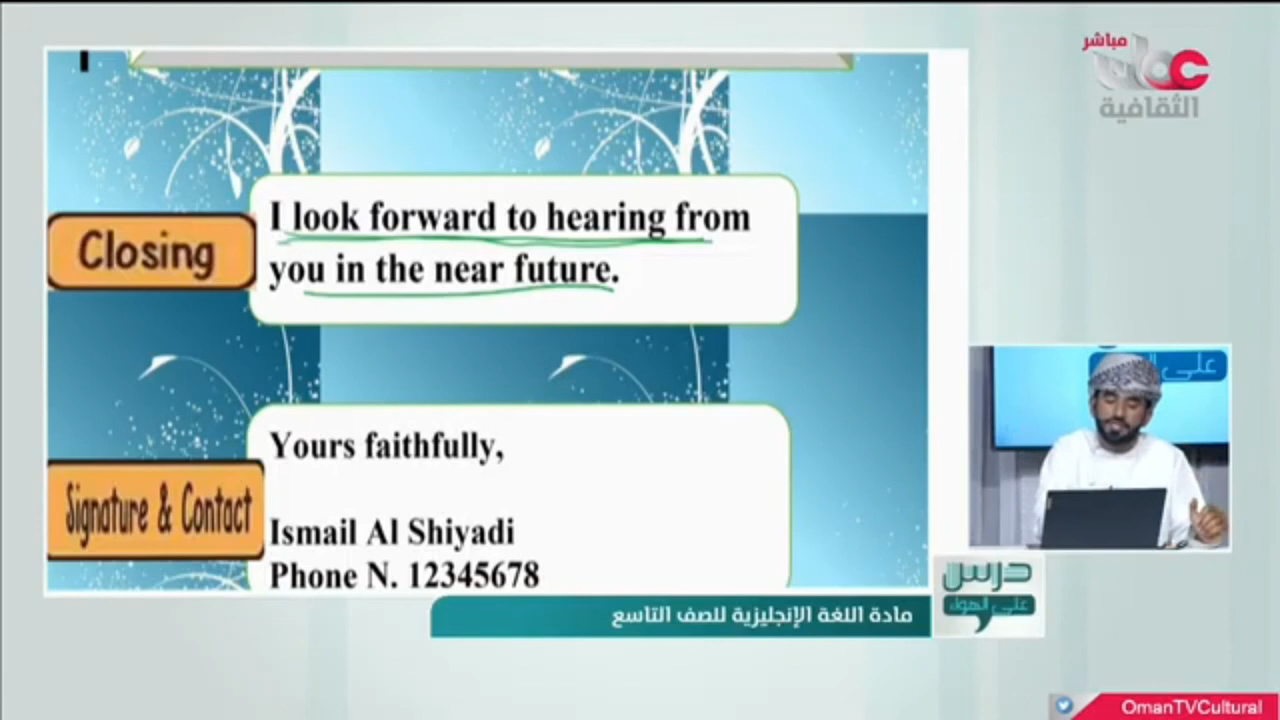 مباشر
عمان
الثقافية
Closing
I look forward to hearing from
you in the near future.
Signature & Contact
Yours faithfully,
Ismail Al Shiyadi
Phone N. 12345678
درس
على الهواء
مادة اللغة الإنجليزية للصف التاسع
OmanTVCultural